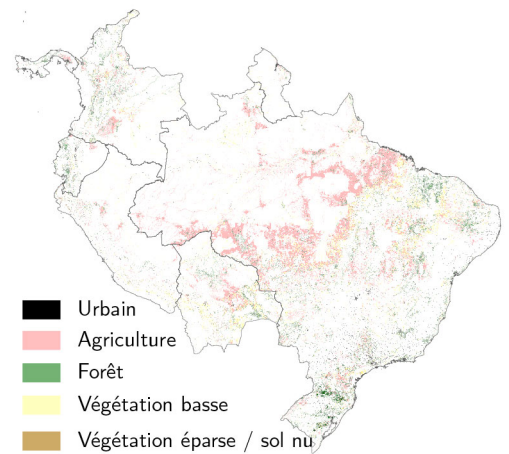 Urbain
Agriculture
Forêt
Végétation basse
Végétation éparse / sol nu